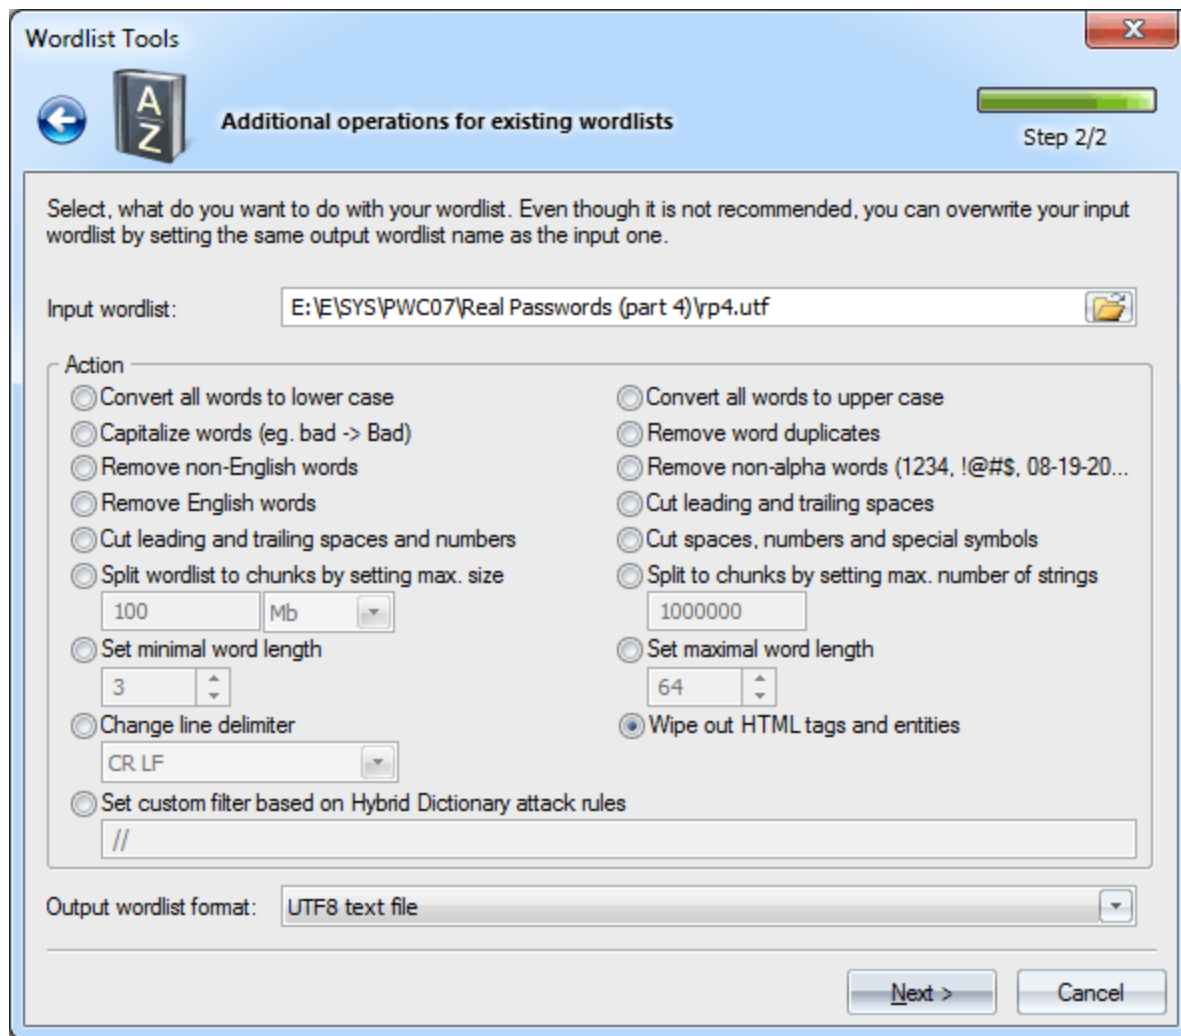 Wordlist Tools
A
Z
Additional operations for existing wordlists
Step 2/2
Select, what do you want to do with your wordlist. Even though it is not recommended, you can overwrite your input
wordlist by setting the same output wordlist name as the input one.
Input wordlist: E:\E\SYS\PWC07\Real Passwords (part 4)\rp4.utf
Action
Convert all words to lower case Convert all words to upper case
Capitalize words (eg. bad -> Bad) Remove word duplicates
Remove non-English words Remove non-alpha words (1234, !@#$, 08-19-20...
Remove English words Cut leading and trailing spaces
Cut leading and trailing spaces and numbers Cut spaces, numbers and special symbols
Split wordlist to chunks by setting max. size Split to chunks by setting max. number of strings
100 Mb 1000000
Set minimal word length Set maximal word length
3 64
Change line delimiter Wipe out HTML tags and entities
CR LF
Set custom filter based on Hybrid Dictionary attack rules
//
Output wordlist format: UTF8 text file
Next > Cancel